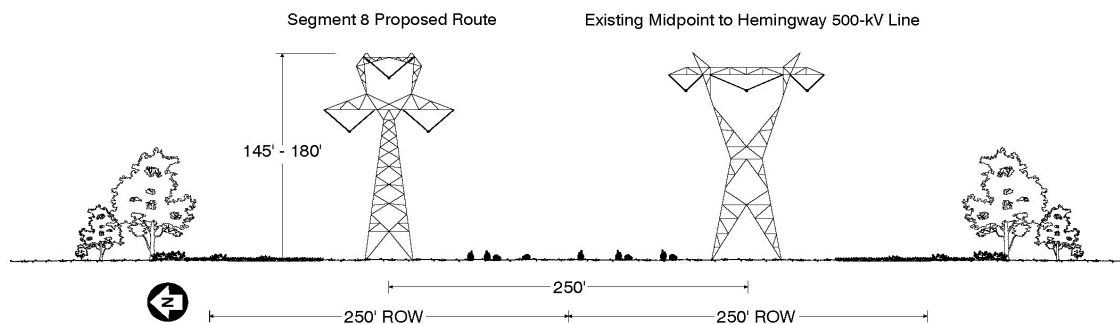 Segment 8 Proposed Route
Existing Midpoint to Hemingway 500-kV Line
145' - 180'
250'
N
250' ROW
250' ROW